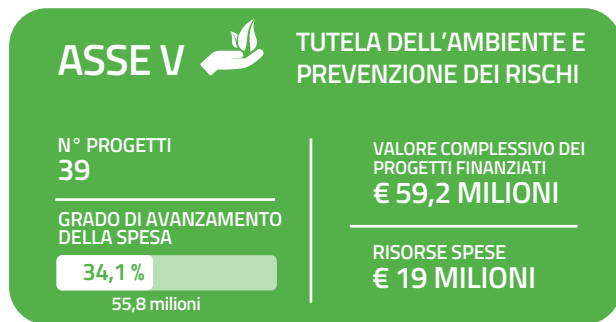 ASSE V
TUTELA DELL'AMBIENTE E
PREVENZIONE DEI RISCHI
N° PROGETTI
39
GRADO DI AVANZAMENTO
DELLA SPESA
34,1 %
55,8 milioni
VALORE COMPLESSIVO DEI
PROGETTI FINANZIATI
€ 59,2 MILIONI
RISORSE SPESE
€ 19 MILIONI